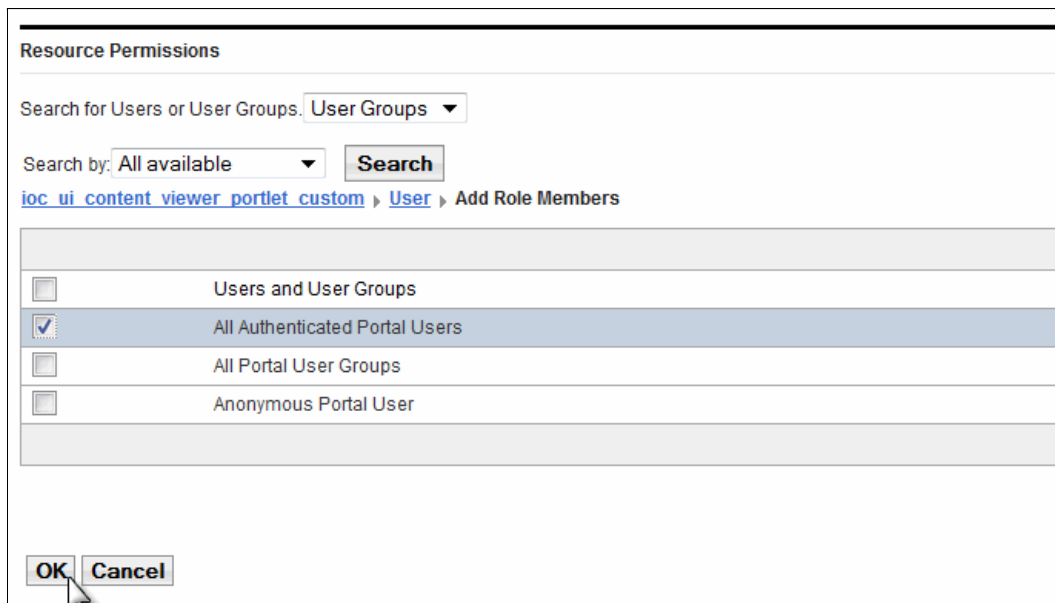 Resource Permissions
Search for Users or User Groups. User Groups
Search by: All available Search
ioc_ui_content_viewer_portlet_custom User Add Role Members
Users and User Groups
All Authenticated Portal Users
All Portal User Groups
Anonymous Portal User
OK Cancel